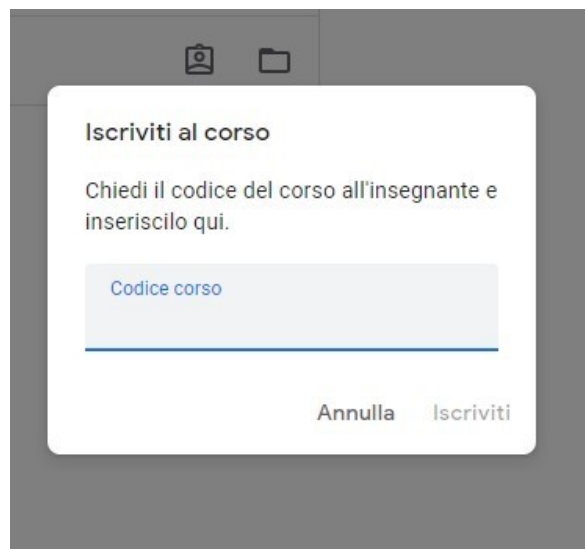 Iscriviti al corso
Chiedi il codice del corso all'insegnante e
inseriscilo qui.
Codice corso
Annulla Iscriviti